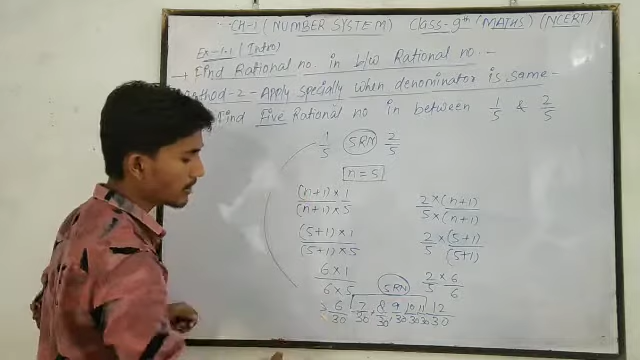 CH-1 (NUMBER SYSTEM) Class-9th (MATHS) (NCERT)
Ex-1.1 (Intro)
→ Find Rational no in b/w Rational no. -
Method-2 - Apply specially when denominator is same -
Find Five Rational no in between 1/5 & 2/5
1/5 5RN 2/5
n = 5
(n+1) × 1 / (n+1) × 5 2 × (n+1) / 5 × (n+1)
(5+1) × 1 / (5+1) × 5 2/5 × (5+1)/(5+1)
6 × 1 / 6 × 5 5RN 2/5 × 6/6
6/30 7/30, 8/30, 9/30 10/30 11/30 12/30